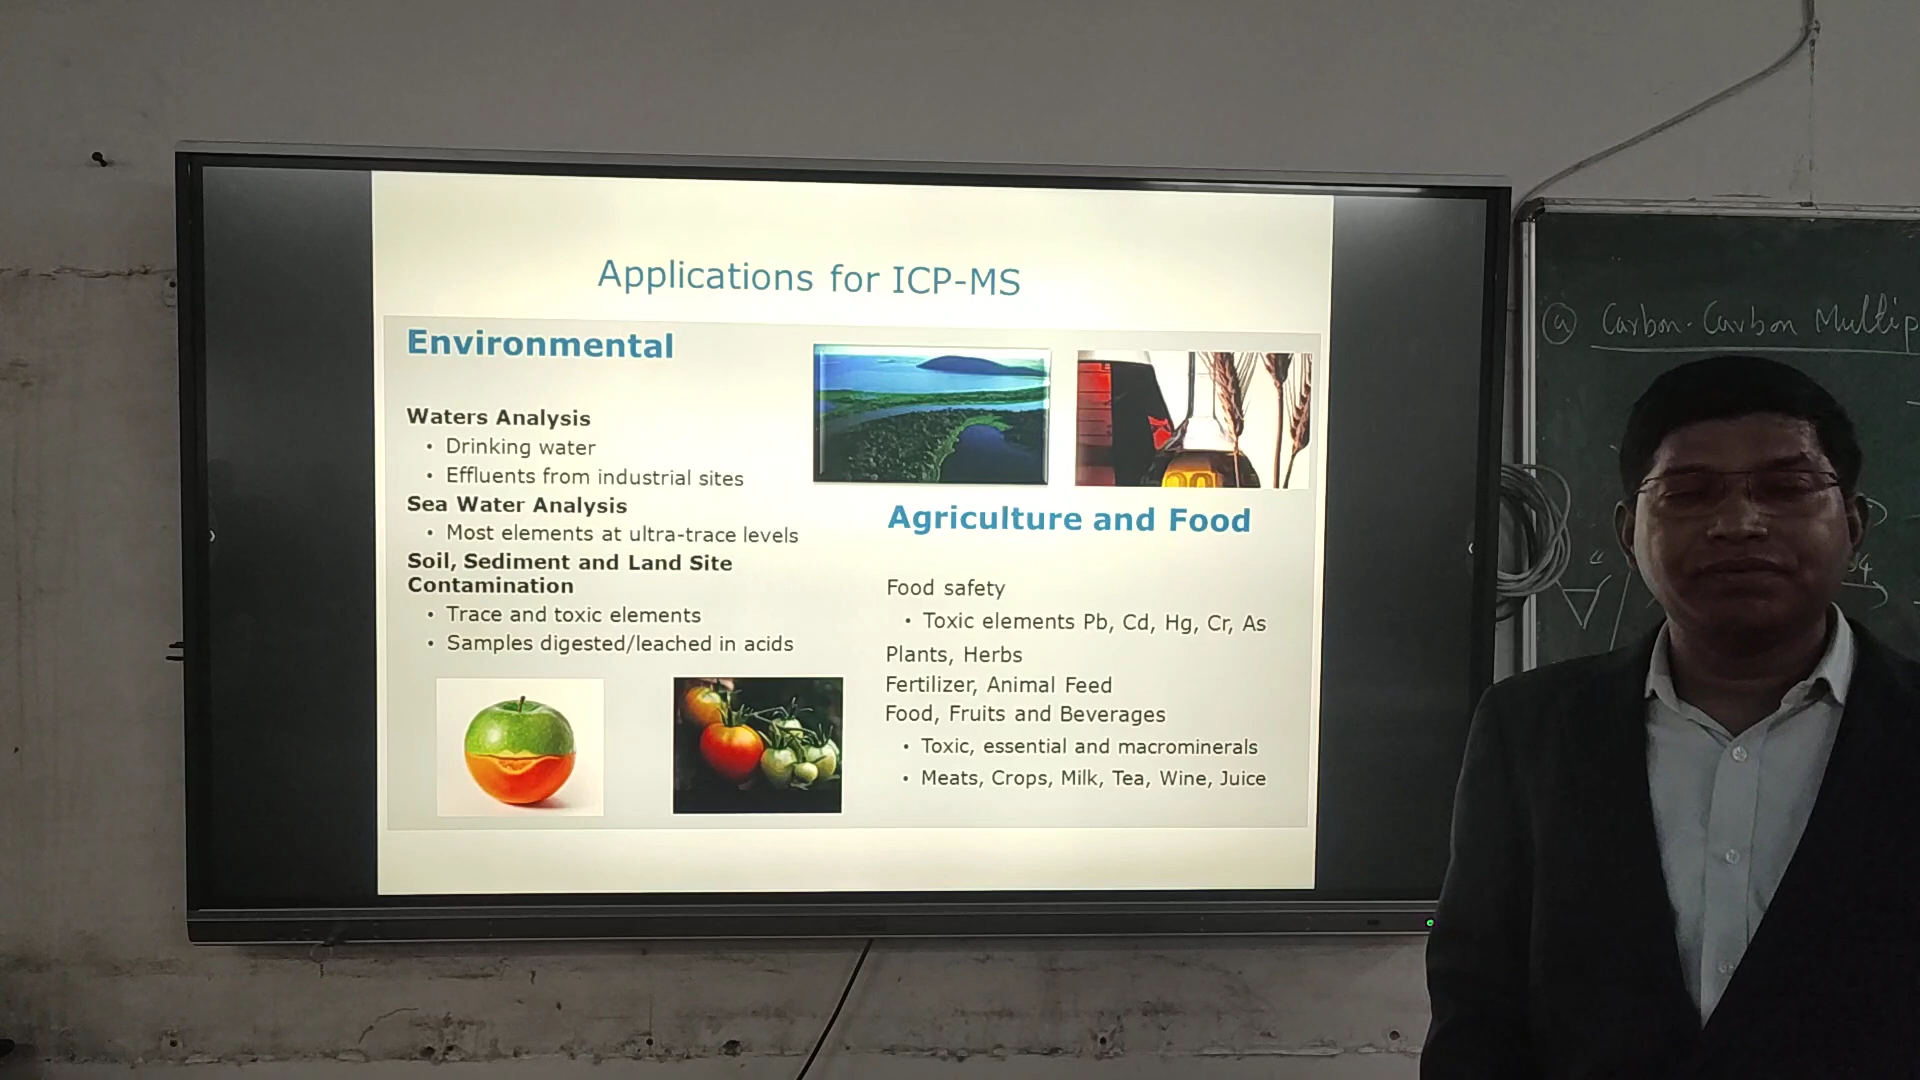 Applications for ICP-MS
Environmental
Waters Analysis
• Drinking water
• Effluents from industrial sites
Sea Water Analysis
• Most elements at ultra-trace levels
Soil, Sediment and Land Site
Contamination
• Trace and toxic elements
• Samples digested/leached in acids
Agriculture and Food
Food safety
• Toxic elements Pb, Cd, Hg, Cr, As
Plants, Herbs
Fertilizer, Animal Feed
Food, Fruits and Beverages
• Toxic, essential and macrominerals
• Meats, Crops, Milk, Tea, Wine, Juice
(a) Carbon-Carbon Multip